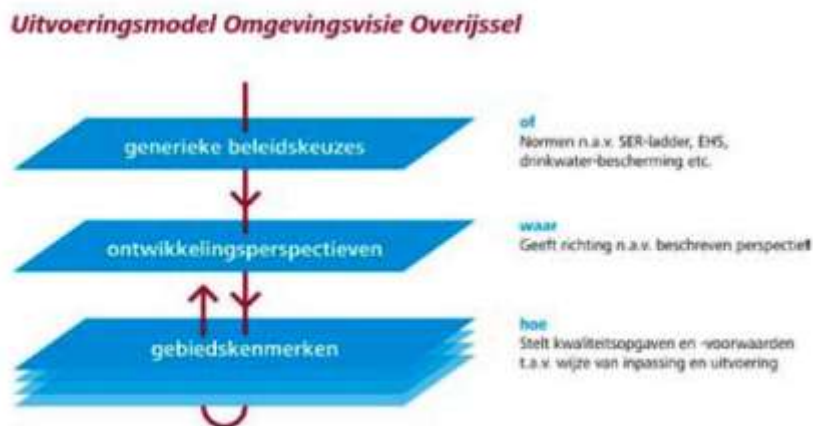 Uitvoeringsmodel Omgevingsvisie Overijssel
generieke beleidskeuzes
of
Normen n.a.v. SER-ladder, EHS,
drinkwater-bescherming etc.
ontwikkelingsperspectieven
waar
Geeft richting n.a.v. beschreven perspectief
gebiedskenmerken
hoe
Stelt kwaliteitsopgaven en -voorwaarden
t.a.v. wijze van inpassing en uitvoering